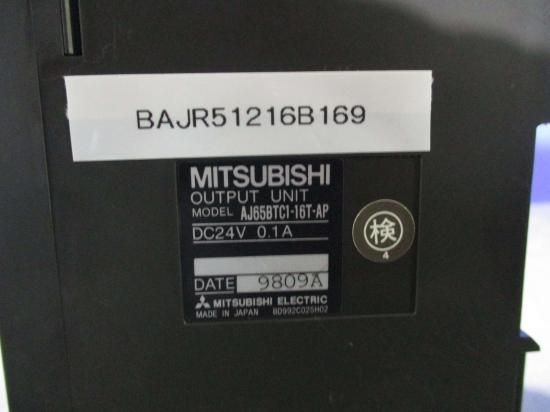 BAJR51216B169
MITSUBISHI
OUTPUT UNIT
MODEL AJ65BTC1-16T-AP
DC24V 0.1A
DATE 9809A
MITSUBISHI ELECTRIC
MADE IN JAPAN BD992C025H02
検
4